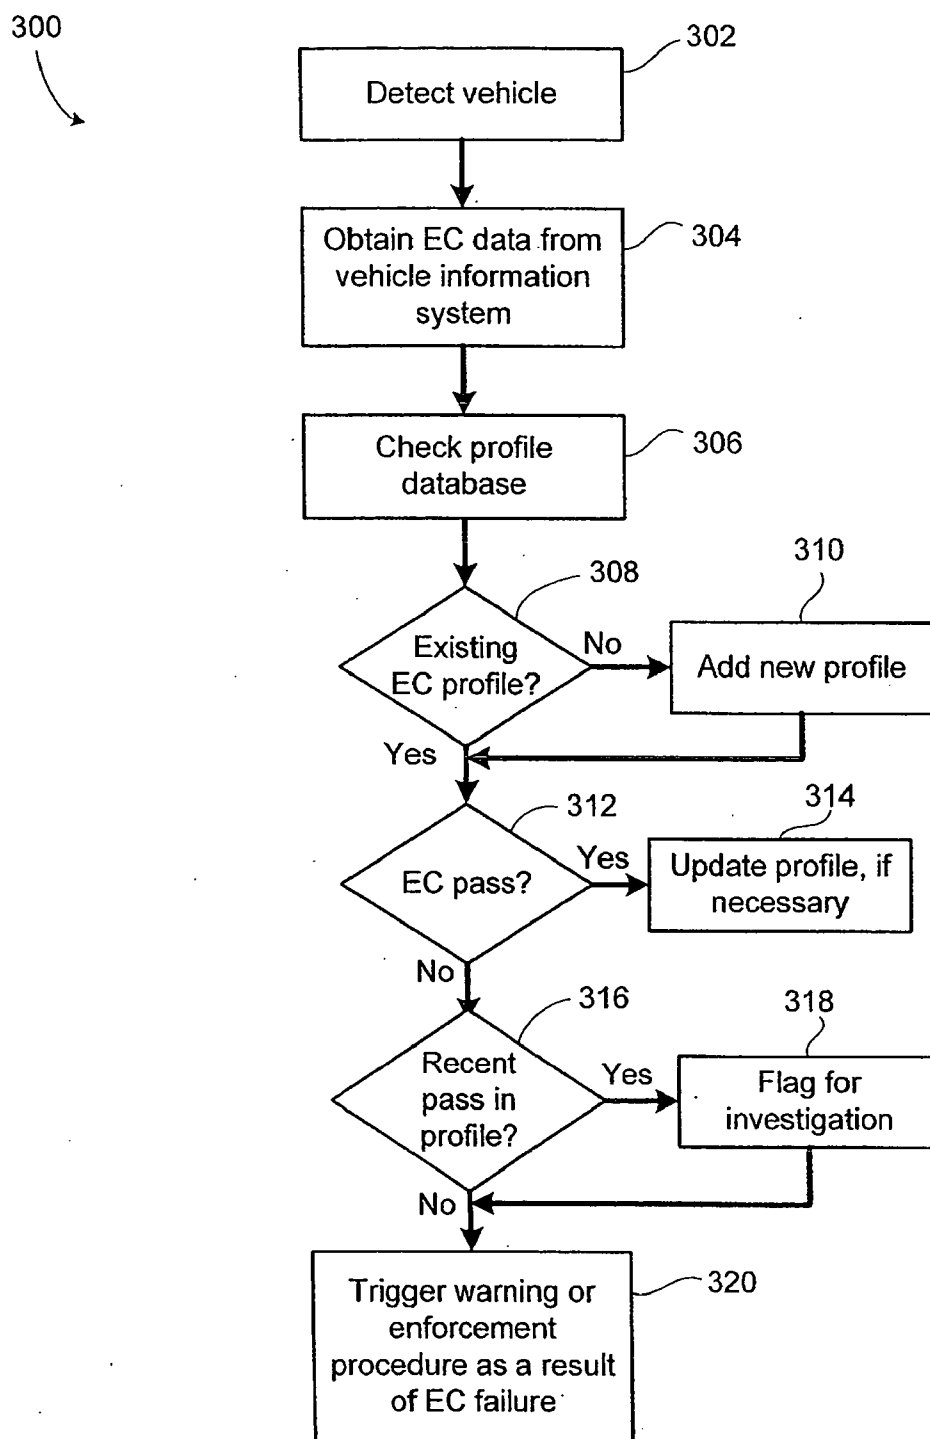 300
302
Detect vehicle
Obtain EC data from
vehicle information
system
304
Check profile
database
306
308
310
Existing
EC profile?
No
Add new profile
Yes
312
314
EC pass?
Yes
Update profile, if
necessary
No
316
318
Recent
pass in
profile?
Yes
Flag for
investigation
No
320
Trigger warning or
enforcement
procedure as a result
of EC failure